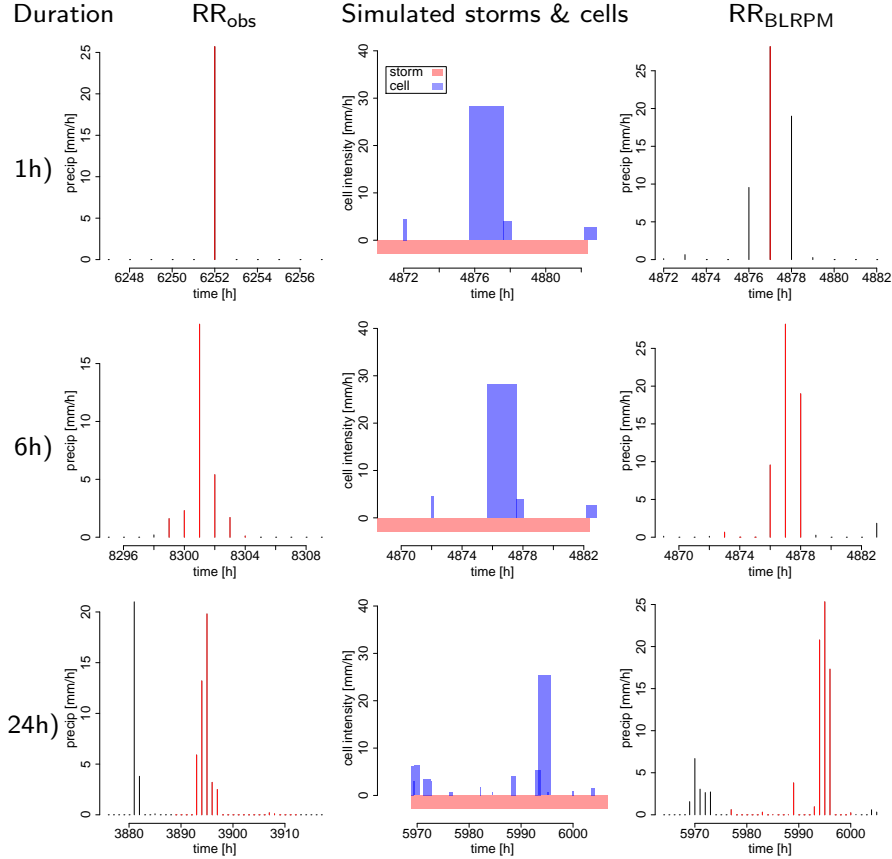 Duration RR_obs Simulated storms & cells RR_BLRPM
1h)
precip [mm/h]
0 5 10 15 20 25
6248 6250 6252 6254 6256
time [h]
storm
cell
cell intensity [mm/h]
0 10 20 30 40
4872 4876 4880
time [h]
precip [mm/h]
0 5 10 15 20 25
4872 4874 4876 4878 4880 4882
time [h]
6h)
precip [mm/h]
0 5 10 15
8296 8300 8304 8308
time [h]
cell intensity [mm/h]
0 10 20 30 40
4870 4874 4878 4882
time [h]
precip [mm/h]
0 5 10 15 20 25
4870 4874 4878 4882
time [h]
24h)
precip [mm/h]
0 5 10 15 20
3880 3890 3900 3910
time [h]
cell intensity [mm/h]
0 10 20 30 40
5970 5980 5990 6000
time [h]
precip [mm/h]
0 5 10 15 20 25
5970 5980 5990 6000
time [h]